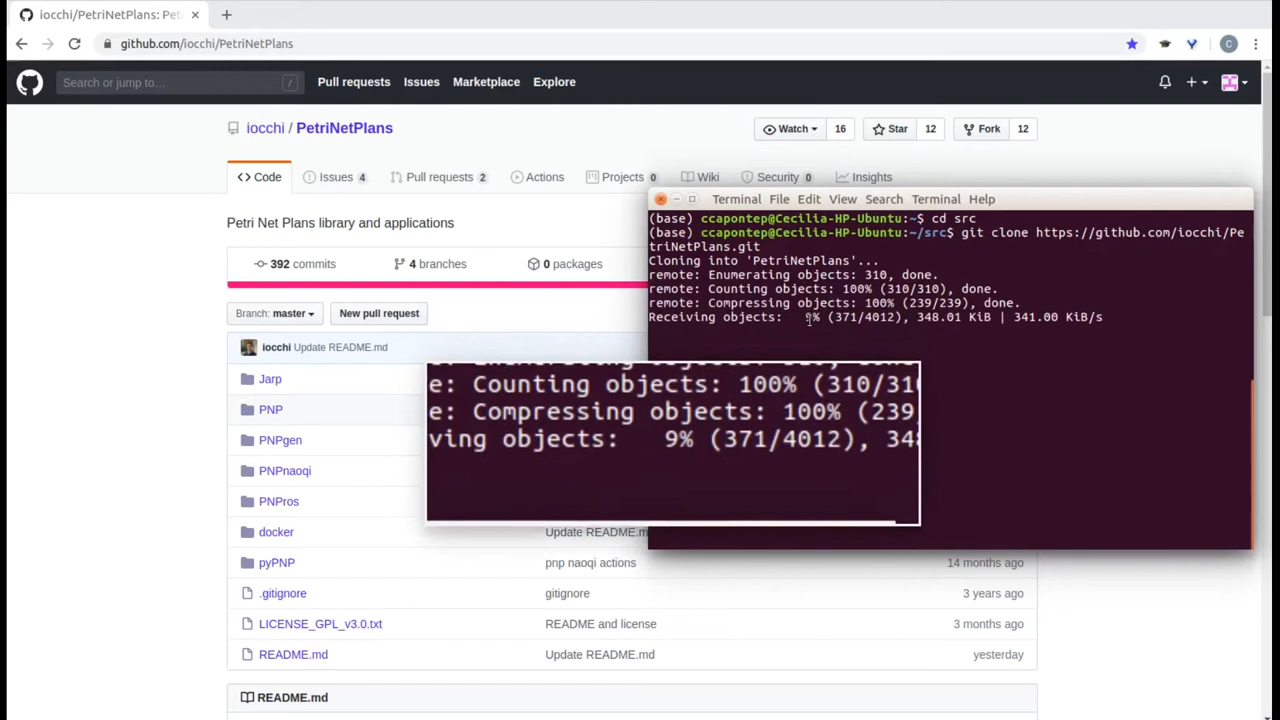 iocchi/PetriNetPlans: Pet
github.com/iocchi/PetriNetPlans
C
Search or jump to… /
Pull requests Issues Marketplace Explore
iocchi / PetriNetPlans
Watch 16 Star 12 Fork 12
Code Issues 4 Pull requests 2 Actions Projects 0 Wiki Security 0 Insights
Petri Net Plans library and applications
392 commits 4 branches 0 packages
Branch: master New pull request
iocchi Update README.md
Jarp
PNP
PNPgen
PNPnaoqi
PNPros
docker Update README.m
pyPNP pnp naoqi actions 14 months ago
.gitignore gitignore 3 years ago
LICENSE_GPL_v3.0.txt README and license 3 months ago
README.md Update README.md yesterday
README.md
Terminal File Edit View Search Terminal Help
(base) ccapontep@Cecilia-HP-Ubuntu:~$ cd src
(base) ccapontep@Cecilia-HP-Ubuntu:~/src$ git clone https://github.com/iocchi/Pe
triNetPlans.git
Cloning into 'PetriNetPlans'...
remote: Enumerating objects: 310, done.
remote: Counting objects: 100% (310/310), done.
remote: Compressing objects: 100% (239/239), done.
Receiving objects: 9% (371/4012), 348.01 KiB | 341.00 KiB/s
e: Counting objects: 100% (310/310
e: Compressing objects: 100% (239
ving objects: 9% (371/4012), 348